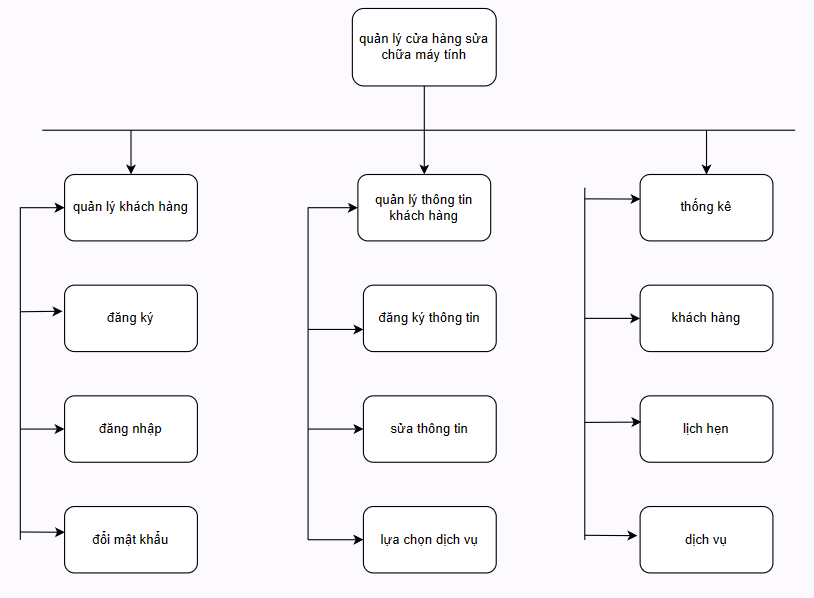 quản lý cửa hàng sửa
chữa máy tính
quản lý khách hàng
đăng ký
đăng nhập
đổi mật khẩu
quản lý thông tin
khách hàng
đăng ký thông tin
sửa thông tin
lựa chọn dịch vụ
thống kê
khách hàng
lịch hẹn
dịch vụ